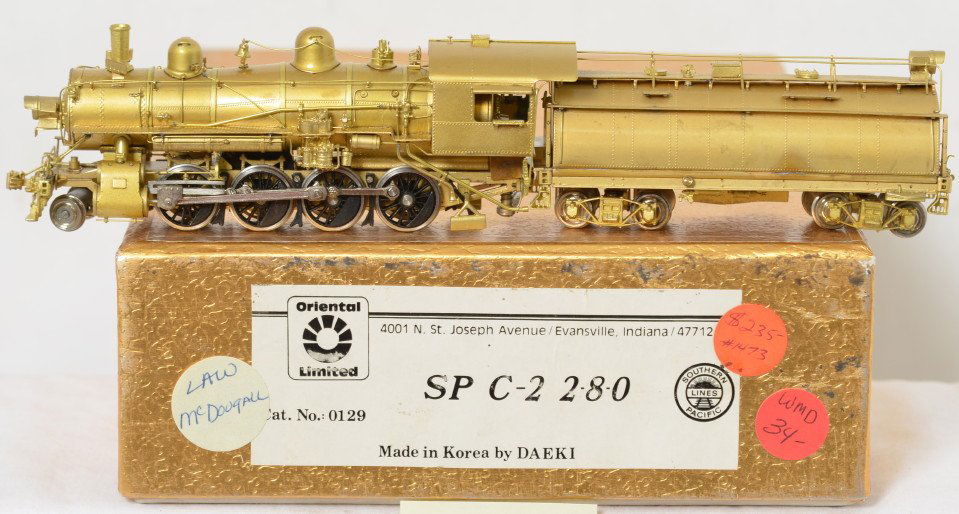 Oriental
Limited
4001 N. St. Joseph Avenue/Evansville, Indiana/47712
SP C-2 2-8-0
Cat. No.: 0129
Made in Korea by DAEKI
SOUTHERN
LINES
PACIFIC
$235-
#1473
WMD
34-
LAW
McDOUGALL